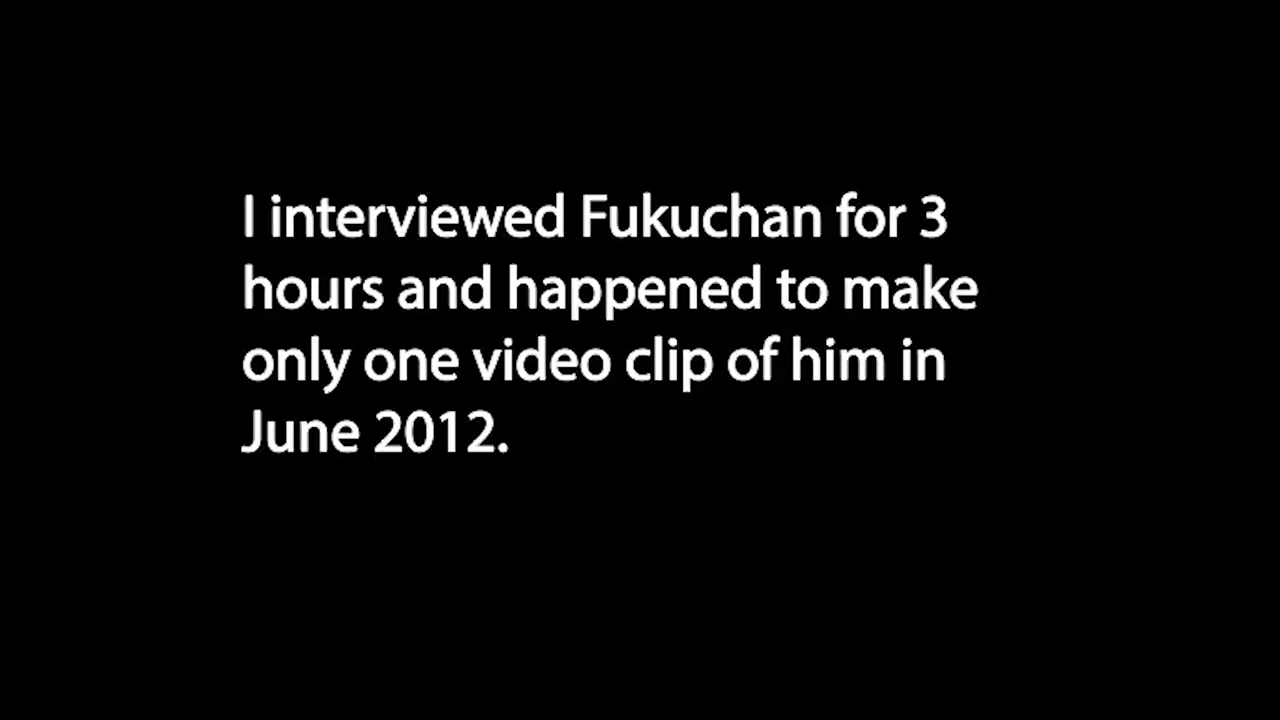 I interviewed Fukuchan for 3
hours and happened to make
only one video clip of him in
June 2012.